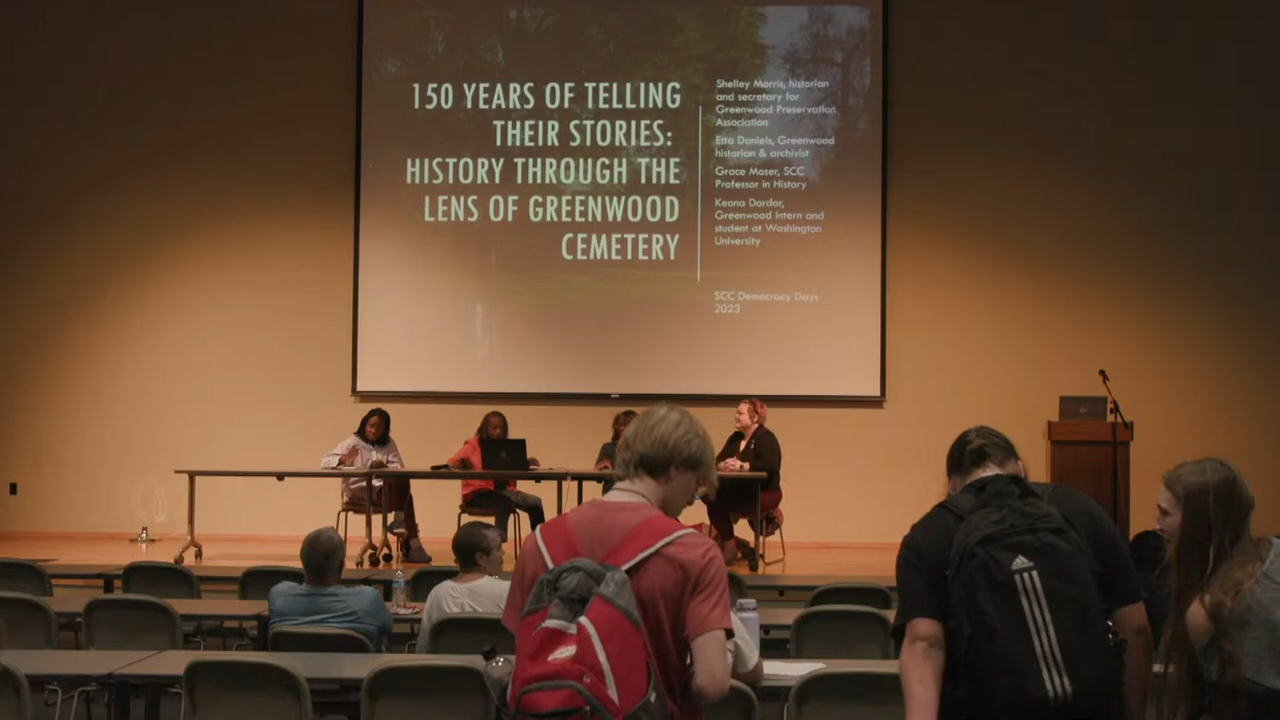 150 YEARS OF TELLING
THEIR STORIES:
HISTORY THROUGH THE
LENS OF GREENWOOD
CEMETERY
Shelley Morris, historian
and secretary for
Greenwood Preservation
Association
Etta Daniels, Greenwood
historian & archivist
Grace Moser, SCC
Professor in History
Keona Dordor,
Greenwood Intern and
student at Washington
University
SCC Democracy Days
2023
adidas